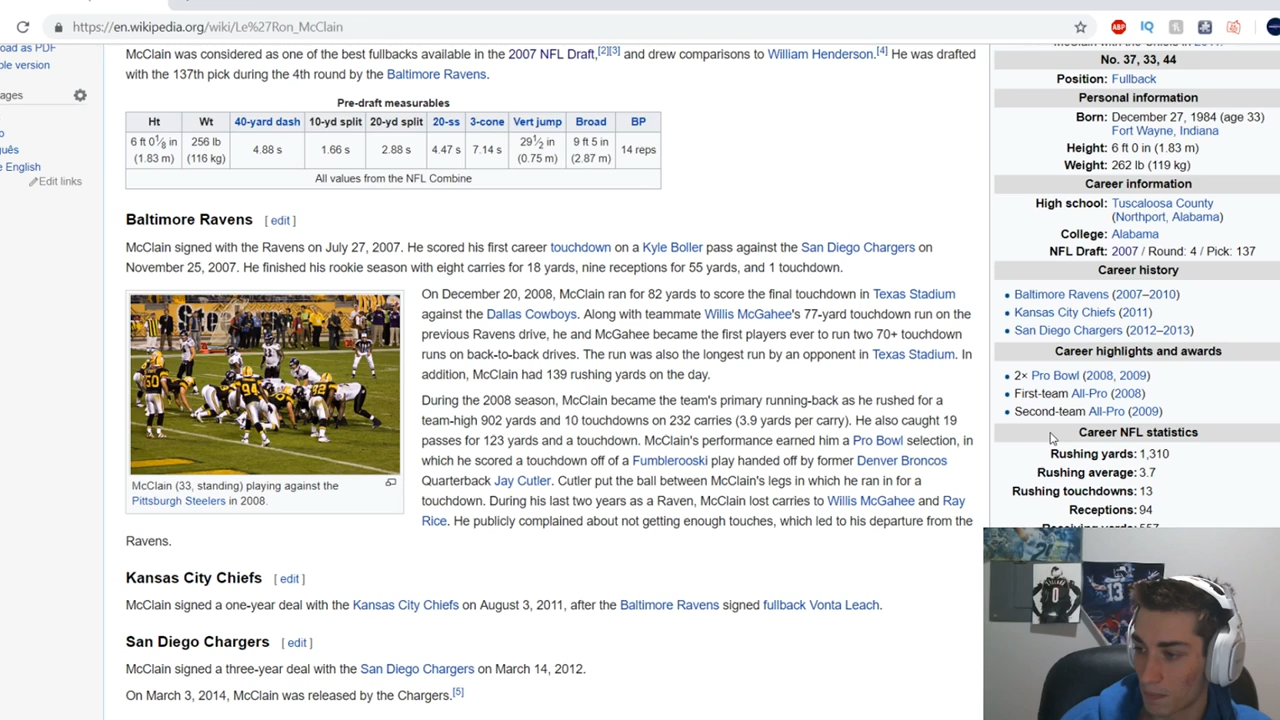 https://en.wikipedia.org/wiki/Le%27Ron_McClain
ABP
IQ
oad as PDF
ble version
ages
uês
e English
Edit links
McClain was considered as one of the best fullbacks available in the 2007 NFL Draft,[2][3] and drew comparisons to William Henderson.[4] He was drafted
with the 137th pick during the 4th round by the Baltimore Ravens.
Pre-draft measurables
Ht Wt 40-yard dash 10-yd split 20-yd split 20-ss 3-cone Vert jump Broad BP
6 ft 0⅛ in 256 lb 4.88 s 1.66 s 2.88 s 4.47 s 7.14 s 29½ in 9 ft 5 in 14 reps
(1.83 m) (116 kg) (0.75 m) (2.87 m)
All values from the NFL Combine
Baltimore Ravens [ edit ]
McClain signed with the Ravens on July 27, 2007. He scored his first career touchdown on a Kyle Boller pass against the San Diego Chargers on
November 25, 2007. He finished his rookie season with eight carries for 18 yards, nine receptions for 55 yards, and 1 touchdown.
On December 20, 2008, McClain ran for 82 yards to score the final touchdown in Texas Stadium
against the Dallas Cowboys. Along with teammate Willis McGahee's 77-yard touchdown run on the
previous Ravens drive, he and McGahee became the first players ever to run two 70+ touchdown
runs on back-to-back drives. The run was also the longest run by an opponent in Texas Stadium. In
addition, McClain had 139 rushing yards on the day.
During the 2008 season, McClain became the team's primary running-back as he rushed for a
team-high 902 yards and 10 touchdowns on 232 carries (3.9 yards per carry). He also caught 19
passes for 123 yards and a touchdown. McClain's performance earned him a Pro Bowl selection, in
which he scored a touchdown off of a Fumblerooski play handed off by former Denver Broncos
Quarterback Jay Cutler. Cutler put the ball between McClain's legs in which he ran in for a
touchdown. During his last two years as a Raven, McClain lost carries to Willis McGahee and Ray
Rice. He publicly complained about not getting enough touches, which led to his departure from the
Ravens.
McClain (33, standing) playing against the
Pittsburgh Steelers in 2008.
Kansas City Chiefs [ edit ]
McClain signed a one-year deal with the Kansas City Chiefs on August 3, 2011, after the Baltimore Ravens signed fullback Vonta Leach.
San Diego Chargers [ edit ]
McClain signed a three-year deal with the San Diego Chargers on March 14, 2012.
On March 3, 2014, McClain was released by the Chargers.[5]
McClain with the Chiefs in 2011.
No. 37, 33, 44
Position: Fullback
Personal information
Born: December 27, 1984 (age 33)
Fort Wayne, Indiana
Height: 6 ft 0 in (1.83 m)
Weight: 262 lb (119 kg)
Career information
High school: Tuscaloosa County
(Northport, Alabama)
College: Alabama
NFL Draft: 2007 / Round: 4 / Pick: 137
Career history
• Baltimore Ravens (2007–2010)
• Kansas City Chiefs (2011)
• San Diego Chargers (2012–2013)
Career highlights and awards
• 2× Pro Bowl (2008, 2009)
• First-team All-Pro (2008)
• Second-team All-Pro (2009)
Career NFL statistics
Rushing yards: 1,310
Rushing average: 3.7
Rushing touchdowns: 13
Receptions: 94
Receiving yards: 557
0
13